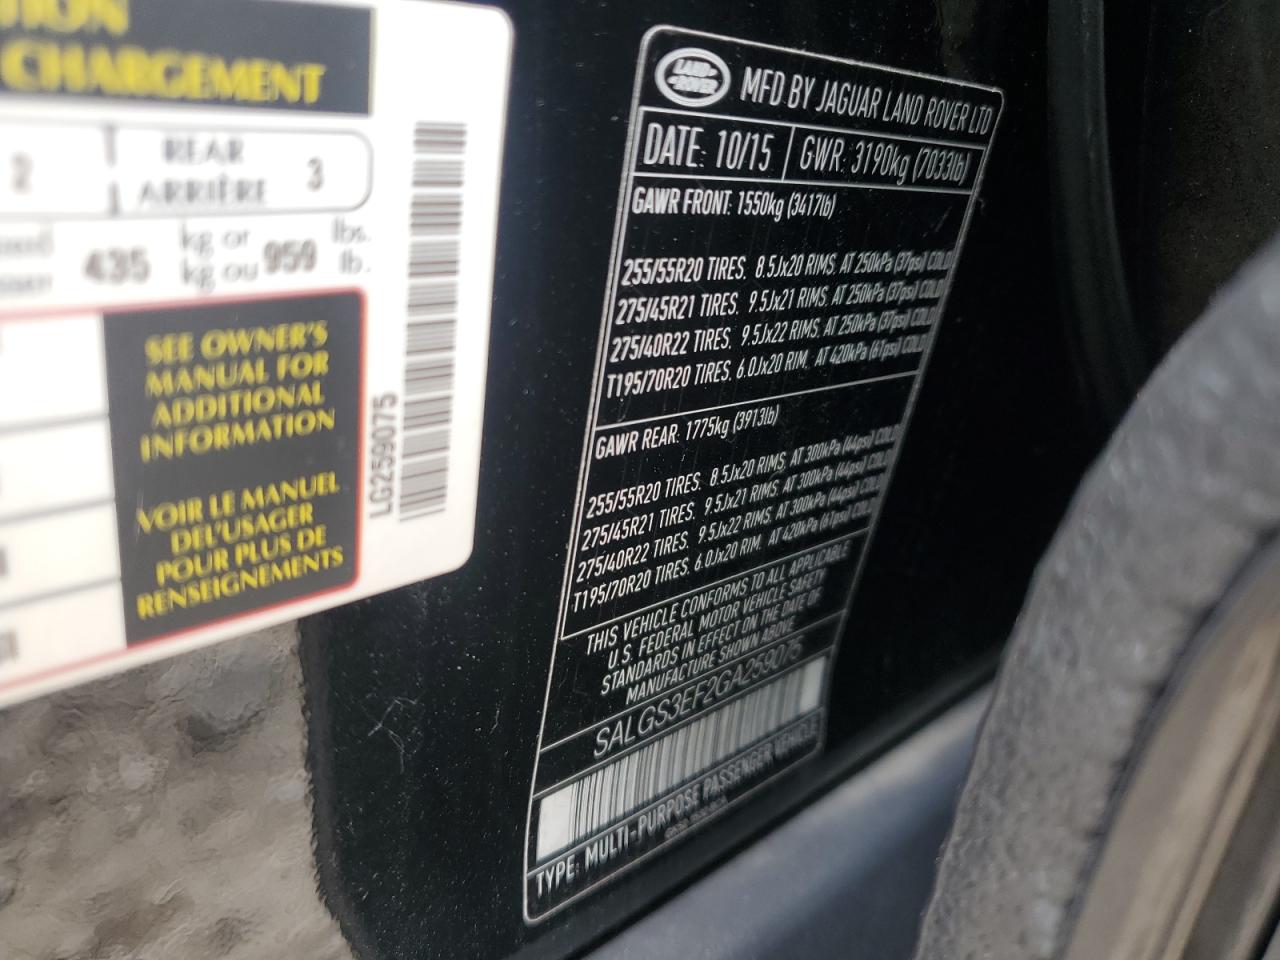 TION
CHARGEMENT
2
REAR
ARRIÈRE
3
435
kg or
kg ou
959
lbs.
lb.
SEE OWNER'S
MANUAL FOR
ADDITIONAL
INFORMATION
VOIR LE MANUEL
DEL'USAGER
POUR PLUS DE
RENSEIGNEMENTS
LG259075
LAND ROVER
MFD BY JAGUAR LAND ROVER LTD
DATE: 10/15
GWR: 3190kg (7033lb)
GAWR FRONT: 1550kg (3417lb)
255/55R20 TIRES. 8.5Jx20 RIMS. AT 250kPa (37psi) COLD
275/45R21 TIRES. 9.5Jx21 RIMS. AT 250kPa (37psi) COLD
275/40R22 TIRES. 9.5Jx22 RIMS. AT 250kPa (37psi) COLD
T195/70R20 TIRES. 6.0Jx20 RIM. AT 420kPa (61psi) COLD
GAWR REAR: 1775kg (3913lb)
255/55R20 TIRES. 8.5Jx20 RIMS. AT 300kPa (44psi) COLD
275/45R21 TIRES. 9.5Jx21 RIMS. AT 300kPa (44psi) COLD
275/40R22 TIRES. 9.5Jx22 RIMS. AT 300kPa (44psi) COLD
T195/70R20 TIRES. 6.0Jx20 RIM. AT 420kPa (61psi) COLD
THIS VEHICLE CONFORMS TO ALL APPLICABLE
U.S. FEDERAL MOTOR VEHICLE SAFETY
STANDARDS IN EFFECT ON THE DATE OF
MANUFACTURE SHOWN ABOVE.
SALGS3EF2GA259075
TYPE: MULTI-PURPOSE PASSENGER VEHICLE